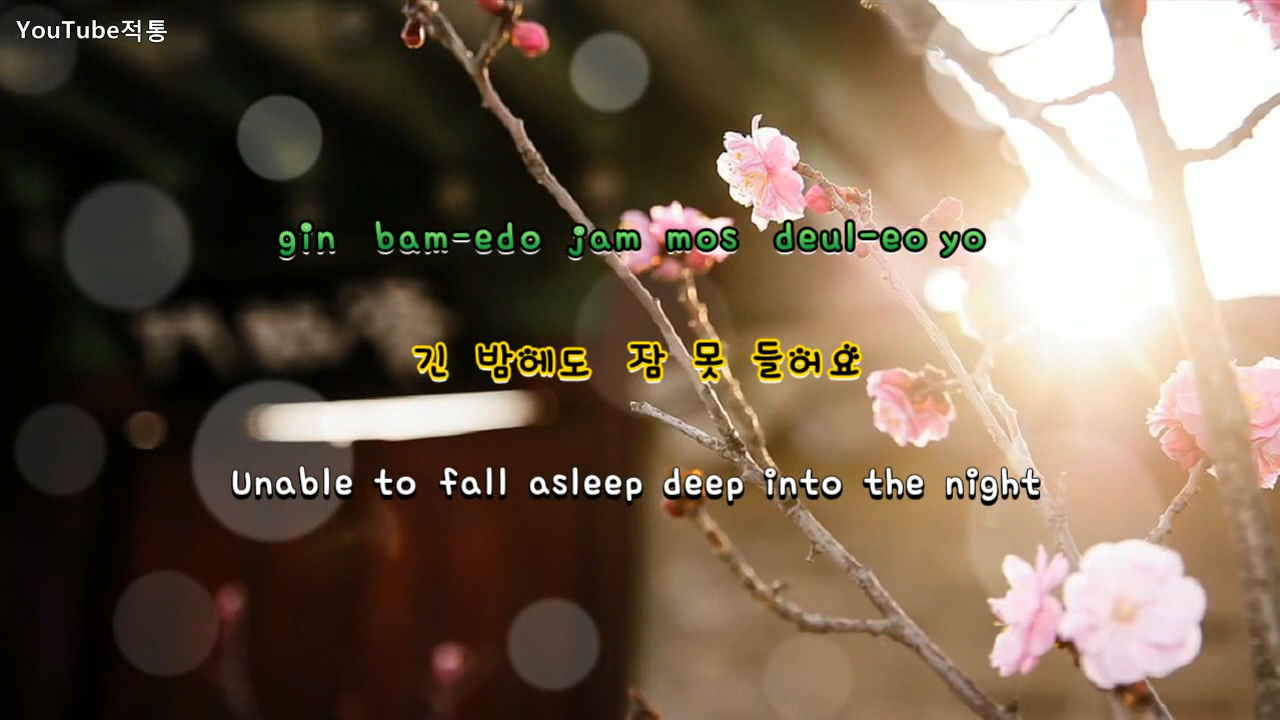 YouTube적통
gin bam-edo jam mos deul-eo yo
긴 밤에도 잠 못 들어요
Unable to fall asleep deep into the night